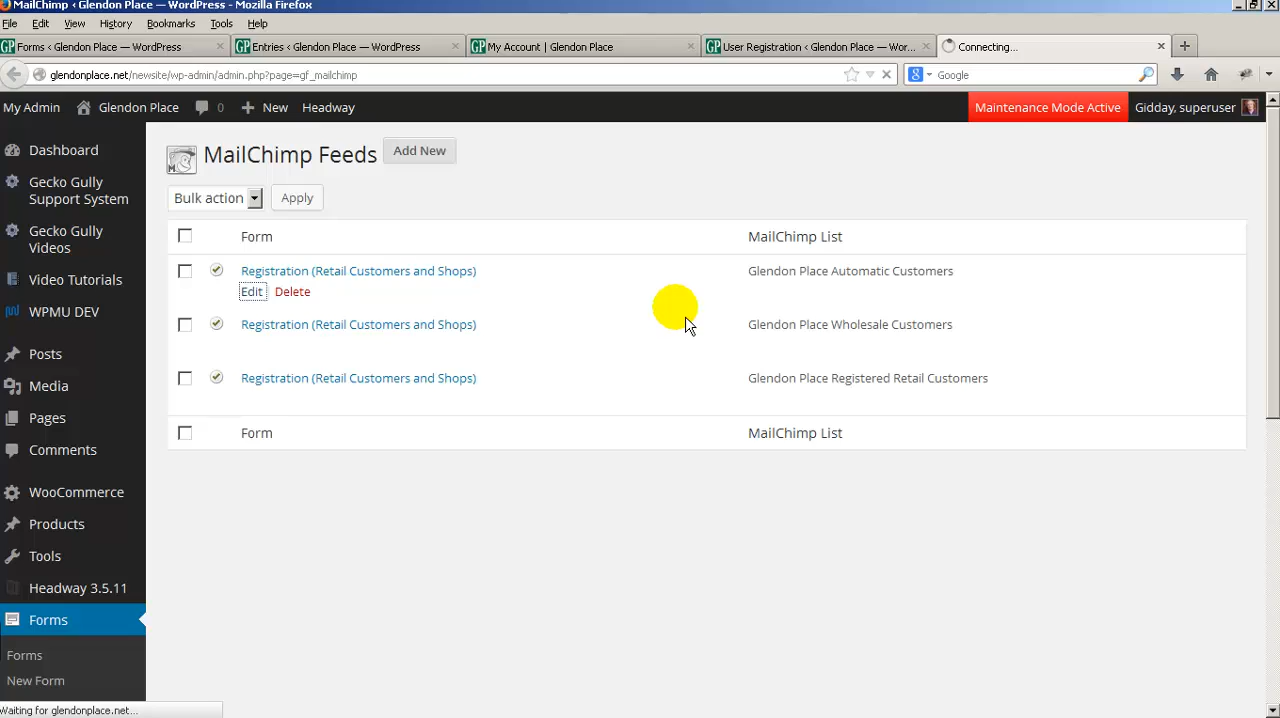 MailChimp < Glendon Place — WordPress - Mozilla Firefox
File Edit View History Bookmarks Tools Help
GP Forms < Glendon Place — WordPress × GP Entries < Glendon Place — WordPress × GP My Account | Glendon Place × GP User Registration < Glendon Place — Wor... × Connecting... ×
glendonplace.net/newsite/wp-admin/admin.php?page=gf_mailchimp Google
My Admin Glendon Place 0 New Headway Maintenance Mode Active Gidday, superuser
Dashboard
Gecko Gully
Support System
Gecko Gully
Videos
Video Tutorials
WPMU DEV
Posts
Media
Pages
Comments
WooCommerce
Products
Tools
Headway 3.5.11
Forms
Forms
New Form
MailChimp Feeds Add New
Bulk action Apply
Form MailChimp List
Registration (Retail Customers and Shops) Glendon Place Automatic Customers
Edit Delete
Registration (Retail Customers and Shops) Glendon Place Wholesale Customers
Registration (Retail Customers and Shops) Glendon Place Registered Retail Customers
Form MailChimp List
Waiting for glendonplace.net...